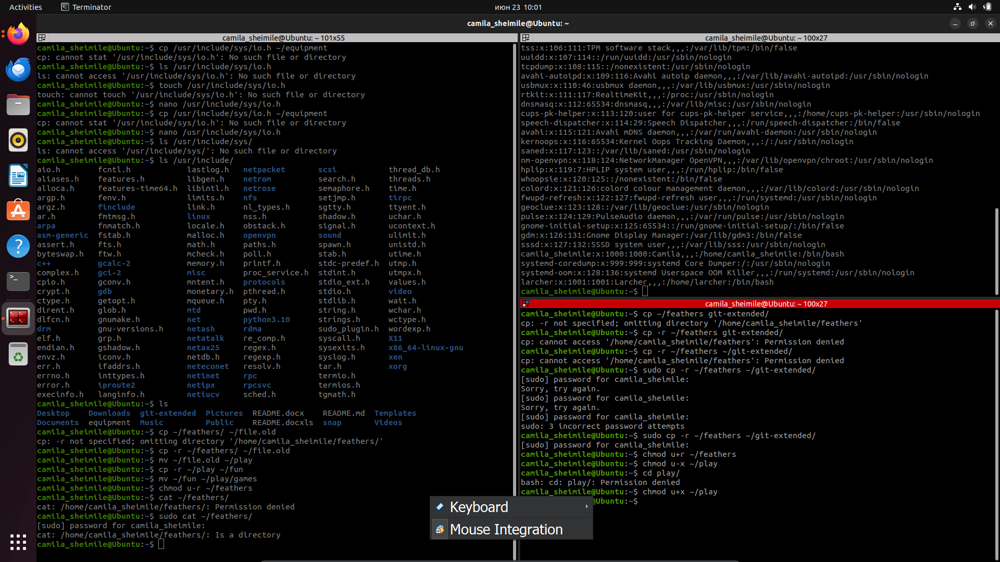 Activities
Terminator
июн 23 10:01
camila_sheimile@Ubuntu: ~
camila_sheimile@Ubuntu: ~ 101x55
camila_sheimile@Ubuntu:~$ cp /usr/include/sys/io.h ~/equipment
cp: cannot stat '/usr/include/sys/io.h': No such file or directory
camila_sheimile@Ubuntu:~$ ls /usr/include/sys/io.h
ls: cannot access '/usr/include/sys/io.h': No such file or directory
camila_sheimile@Ubuntu:~$ touch /usr/include/sys/io.h
touch: cannot touch '/usr/include/sys/io.h': No such file or directory
camila_sheimile@Ubuntu:~$ nano /usr/include/sys/io.h
camila_sheimile@Ubuntu:~$ cp /usr/include/sys/io.h ~/equipment
cp: cannot stat '/usr/include/sys/io.h': No such file or directory
camila_sheimile@Ubuntu:~$ nano /usr/include/sys/io.h
camila_sheimile@Ubuntu:~$ ls /usr/include/sys/
ls: cannot access '/usr/include/sys/': No such file or directory
camila_sheimile@Ubuntu:~$ ls /usr/include/
aio.h fcntl.h lastlog.h netpacket scsi thread_db.h
aliases.h features.h libgen.h netrom search.h threads.h
alloca.h features-time64.h libintl.h netrose semaphore.h time.h
argp.h fenv.h limits.h nfs setjmp.h tirpc
argz.h finclude link.h nl_types.h sgtty.h ttyent.h
ar.h fmtmsg.h linux nss.h shadow.h uchar.h
arpa fnmatch.h locale.h obstack.h signal.h ucontext.h
asm-generic fstab.h malloc.h openvpn sound ulimit.h
assert.h fts.h math.h paths.h spawn.h unistd.h
byteswap.h ftw.h mcheck.h poll.h stab.h utime.h
c++ gcalc-2 memory.h printf.h stdc-predef.h utmp.h
complex.h gci-2 misc proc_service.h stdint.h utmpx.h
cpio.h gconv.h mntent.h protocols stdio_ext.h values.h
crypt.h gdb monetary.h pthread.h stdio.h video
ctype.h getopt.h mqueue.h pty.h stdlib.h wait.h
dirent.h glob.h mtd pwd.h string.h wchar.h
dlfcn.h gnumake.h net python3.10 strings.h wctype.h
drm gnu-versions.h netash rdma sudo_plugin.h wordexp.h
elf.h grp.h netatalk re_comp.h syscall.h X11
endian.h gshadow.h netax25 regex.h sysexits.h x86_64-linux-gnu
envz.h iconv.h netdb.h regexp.h syslog.h xen
err.h ifaddrs.h neteconet resolv.h tar.h xorg
errno.h inttypes.h netinet rpc termio.h
error.h iproute2 netipx rpcsvc termios.h
execinfo.h langinfo.h netiucv sched.h tgmath.h
camila_sheimile@Ubuntu:~$ ls
Desktop Downloads git-extended Pictures README.docx README.md Templates
Documents equipment Music Public README.docxls snap Videos
camila_sheimile@Ubuntu:~$ cp ~/feathers/ ~/file.old
cp: -r not specified; omitting directory '/home/camila_sheimile/feathers/'
camila_sheimile@Ubuntu:~$ cp -r ~/feathers/ ~/file.old
camila_sheimile@Ubuntu:~$ mv ~/file.old ~/play
camila_sheimile@Ubuntu:~$ cp -r ~/play ~/fun
camila_sheimile@Ubuntu:~$ mv ~/fun ~/play/games
camila_sheimile@Ubuntu:~$ chmod u-r ~/feathers
camila_sheimile@Ubuntu:~$ cat ~/feathers/
cat: /home/camila_sheimile/feathers/: Permission denied
camila_sheimile@Ubuntu:~$ sudo cat ~/feathers/
[sudo] password for camila_sheimile:
cat: /home/camila_sheimile/feathers/: Is a directory
camila_sheimile@Ubuntu:~$
camila_sheimile@Ubuntu: ~ 100x27
tss:x:106:111:TPM software stack,,,:/var/lib/tpm:/bin/false
uuidd:x:107:114::/run/uuidd:/usr/sbin/nologin
tcpdump:x:108:115::/nonexistent:/usr/sbin/nologin
avahi-autoipd:x:109:116:Avahi autoip daemon,,,:/var/lib/avahi-autoipd:/usr/sbin/nologin
usbmux:x:110:46:usbmux daemon,,,:/var/lib/usbmux:/usr/sbin/nologin
rtkit:x:111:117:RealtimeKit,,,:/proc:/usr/sbin/nologin
dnsmasq:x:112:65534:dnsmasq,,,:/var/lib/misc:/usr/sbin/nologin
cups-pk-helper:x:113:120:user for cups-pk-helper service,,,:/home/cups-pk-helper:/usr/sbin/nologin
speech-dispatcher:x:114:29:Speech Dispatcher,,,:/run/speech-dispatcher:/bin/false
avahi:x:115:121:Avahi mDNS daemon,,,:/var/run/avahi-daemon:/usr/sbin/nologin
kernoops:x:116:65534:Kernel Oops Tracking Daemon,,,:/:/usr/sbin/nologin
saned:x:117:123::/var/lib/saned:/usr/sbin/nologin
nm-openvpn:x:118:124:NetworkManager OpenVPN,,,:/var/lib/openvpn/chroot:/usr/sbin/nologin
hplip:x:119:7:HPLIP system user,,,:/run/hplip:/bin/false
whoopsie:x:120:125::/nonexistent:/bin/false
colord:x:121:126:colord colour management daemon,,,:/var/lib/colord:/usr/sbin/nologin
fwupd-refresh:x:122:127:fwupd-refresh user,,,:/run/systemd:/usr/sbin/nologin
geoclue:x:123:128::/var/lib/geoclue:/usr/sbin/nologin
pulse:x:124:129:PulseAudio daemon,,,:/var/run/pulse:/usr/sbin/nologin
gnome-initial-setup:x:125:65534::/run/gnome-initial-setup/:/bin/false
gdm:x:126:131:Gnome Display Manager:/var/lib/gdm3:/bin/false
sssd:x:127:132:SSSD system user,,,:/var/lib/sss:/usr/sbin/nologin
camila_sheimile:x:1000:1000:Camila,,,:/home/camila_sheimile:/bin/bash
systemd-coredump:x:999:999:systemd Core Dumper:/:/usr/sbin/nologin
systemd-oom:x:128:136:systemd Userspace OOM Killer,,,:/run/systemd:/usr/sbin/nologin
larcher:x:1001:1001:Larcher,,,:/home/larcher:/bin/bash
camila_sheimile@Ubuntu:~$
camila_sheimile@Ubuntu: ~ 100x27
camila_sheimile@Ubuntu:~$ cp ~/feathers git-extended/
cp: -r not specified; omitting directory '/home/camila_sheimile/feathers'
camila_sheimile@Ubuntu:~$ cp -r ~/feathers git-extended/
cp: cannot access '/home/camila_sheimile/feathers': Permission denied
camila_sheimile@Ubuntu:~$ cp -r ~/feathers ~/git-extended/
cp: cannot access '/home/camila_sheimile/feathers': Permission denied
camila_sheimile@Ubuntu:~$ sudo cp -r ~/feathers ~/git-extended/
[sudo] password for camila_sheimile:
Sorry, try again.
[sudo] password for camila_sheimile:
Sorry, try again.
[sudo] password for camila_sheimile:
sudo: 3 incorrect password attempts
camila_sheimile@Ubuntu:~$ sudo cp -r ~/feathers ~/git-extended/
[sudo] password for camila_sheimile:
camila_sheimile@Ubuntu:~$ chmod u+r ~/feathers
camila_sheimile@Ubuntu:~$ chmod u-x ~/play
camila_sheimile@Ubuntu:~$ cd play/
bash: cd: play/: Permission denied
camila_sheimile@Ubuntu:~$ chmod u+x ~/play
@Ubuntu:~$
Keyboard
Mouse Integration